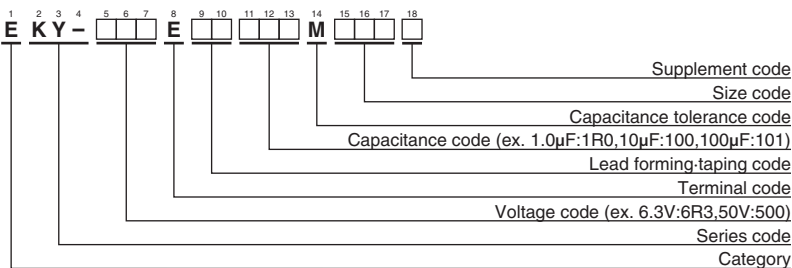 1 2 3 4 5 6 7 8 9 10 11 12 13 14 15 16 17 18
E K Y – □□□ E □□ □□□ M □□□ □
Supplement code
Size code
Capacitance tolerance code
Capacitance code (ex. 1.0µF:1R0,10µF:100,100µF:101)
Lead forming·taping code
Terminal code
Voltage code (ex. 6.3V:6R3,50V:500)
Series code
Category